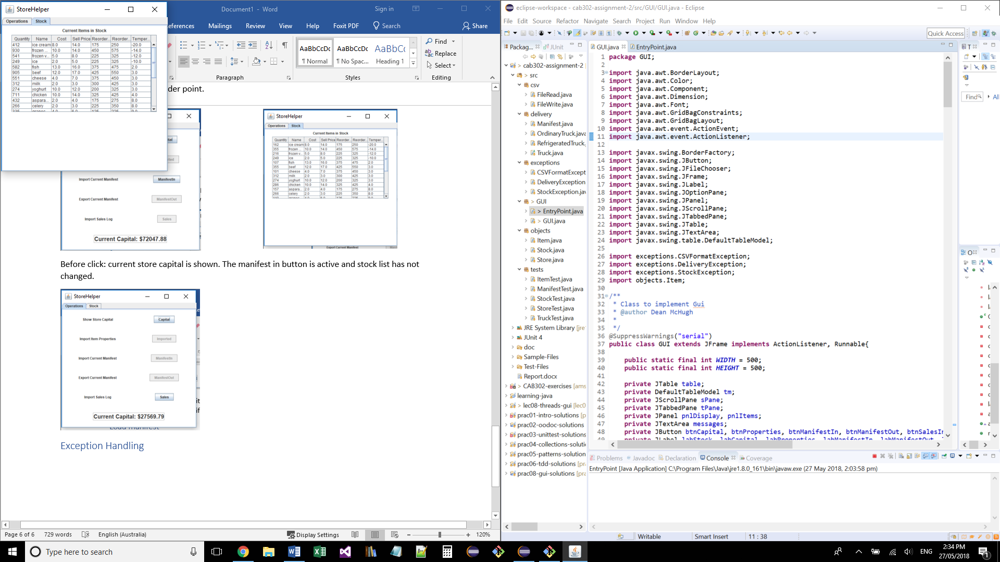 StoreHelper
Operations Stock
Current Items in Stock
Quantity Name Cost Sell Price Reorder... Reorder... Temper...
412 ice cream 8.0 14.0 175 250 -20.0
930 frozen ... 10.0 14.0 450 575 -14.0
541 frozen v... 5.0 8.0 225 325 -12.0
249 ice 2.0 5.0 225 325 -10.0
582 fish 13.0 16.0 375 475 2.0
905 beef 12.0 17.0 425 550 3.0
551 cheese 4.0 7.0 375 450 3.0
312 milk 2.0 3.0 300 425 3.0
274 yoghurt 10.0 12.0 200 325 3.0
711 chicken 10.0 14.0 325 425 4.0
432 aspara... 2.0 4.0 175 275 8.0
266 celery 2.0 3.0 225 350 8.0
Document1 - Word
Sign in
eferences Mailings Review View Help Foxit PDF Search Share
AaBbCcDc AaBbCcDc AaBbCc
¶ Normal ¶ No Spac... Heading 1
Find
Replace
Select
Paragraph Styles Editing
der point.
Import Current Manifest ManifestIn
Export Current Manifest ManifestOut
Import Sales Log Sales
Current Capital: $72047.88
StoreHelper
Operations Stock
Current Items in Stock
Quantity Name Cost Sell Price Reorder... Reorder... Temper...
162 ice cream 8.0 14.0 175 250 -20.0
355 frozen ... 10.0 14.0 450 575 -14.0
216 frozen v... 5.0 8.0 225 325 -12.0
249 ice 2.0 5.0 225 325 -10.0
107 fish 13.0 16.0 375 475 2.0
355 beef 12.0 17.0 425 550 3.0
101 cheese 4.0 7.0 375 450 3.0
312 milk 2.0 3.0 300 425 3.0
274 yoghurt 10.0 12.0 200 325 3.0
286 chicken 10.0 14.0 325 425 4.0
157 aspara... 2.0 4.0 175 275 8.0
266 celery 2.0 3.0 225 350 8.0
Export Current Manifest
Before click: current store capital is shown. The manifest in button is active and stock list has not
changed.
StoreHelper
Operations Stock
Show Store Capital Capital
Import Item Properties Imported
Import Current Manifest ManifestIn
Export Current Manifest ManifestOut
Import Sales Log Sales
Current Capital: $27569.79
Exception Handling
Page 6 of 6 729 words English (Australia) Display Settings 120%
eclipse-workspace - cab302-assignment-2/src/GUI/GUI.java - Eclipse
File Edit Source Refactor Navigate Search Project Run Window Help
Quick Access
Packag... JUnit
> cab302-assignment-2
> src
csv
FileRead.java
FileWrite.java
delivery
Manifest.java
OrdinaryTruck.java
RefrigeratedTruck.
Truck.java
exceptions
CSVFormatExcept
DeliveryException
StockException.jav
> GUI
> EntryPoint.java
> GUI.java
objects
Item.java
Stock.java
Store.java
tests
ItemTest.java
ManifestTest.java
StockTest.java
StoreTest.java
TruckTest.java
JRE System Library [jre
JUnit 4
doc
Sample-Files
Test-Files
Report.docx
> CAB302-exercises [ams
learning-java
> lec08-threads-gui [lec0
prac01-intro-solutions [p
prac02-oodoc-solutions
prac03-unittest-solutions
prac04-collections-soluti
prac05-patterns-solution
prac06-tdd-solutions [pr
prac08-gui-solutions [pra
GUI.java EntryPoint.java
1 package GUI;
2
3 import java.awt.BorderLayout;
4 import java.awt.Color;
5 import java.awt.Component;
6 import java.awt.Dimension;
7 import java.awt.Font;
8 import java.awt.GridBagConstraints;
9 import java.awt.GridBagLayout;
10 import java.awt.event.ActionEvent;
11 import java.awt.event.ActionListener;
12
13 import javax.swing.BorderFactory;
14 import javax.swing.JButton;
15 import javax.swing.JFileChooser;
16 import javax.swing.JFrame;
17 import javax.swing.JLabel;
18 import javax.swing.JOptionPane;
19 import javax.swing.JPanel;
20 import javax.swing.JScrollPane;
21 import javax.swing.JTabbedPane;
22 import javax.swing.JTable;
23 import javax.swing.JTextArea;
24 import javax.swing.table.DefaultTableModel;
25
26 import exceptions.CSVFormatException;
27 import exceptions.DeliveryException;
28 import exceptions.StockException;
29 import objects.Item;
30
31 /**
32 * Class to implement Gui
33 * @author Dean McHugh
34 *
35 */
36 @SuppressWarnings("serial")
37 public class GUI extends JFrame implements ActionListener, Runnable{
38
39 public static final int WIDTH = 500;
40 public static final int HEIGHT = 500;
41
42 private JTable table;
43 private DefaultTableModel tm;
44 private JScrollPane sPane;
45 private JTabbedPane tPane;
46 private JPanel pnlDisplay, pnlItems;
47 private JTextArea messages;
48 private JButton btnCapital, btnProperties, btnManifestIn, btnManifestOut, btnSalesIn
Find Al
Problems Javadoc Declaration Console Coverage
EntryPoint [Java Application] C:\Program Files\Java\jre1.8.0_161\bin\javaw.exe (27 May 2018, 2:03:58 pm)
Writable Smart Insert 11 : 38
Type here to search
ENG
2:34 PM
27/05/2018